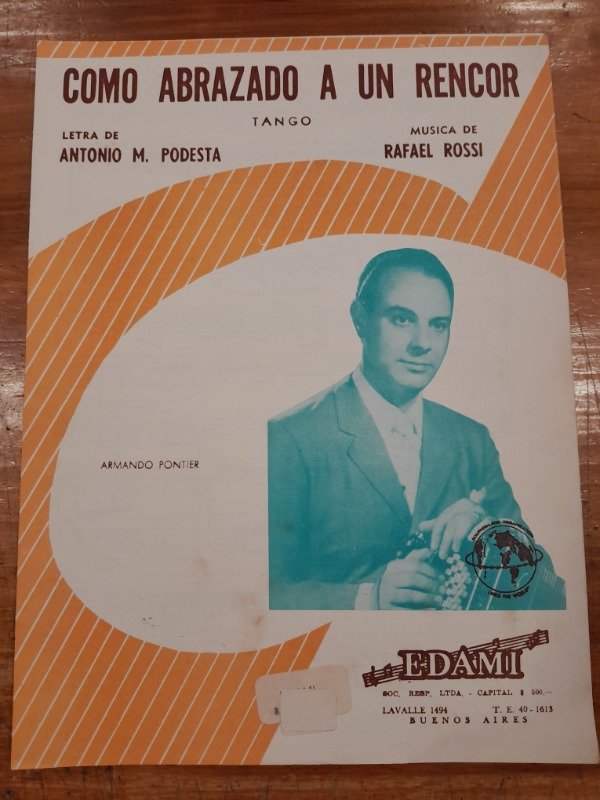 COMO ABRAZADO A UN RENCOR
TANGO
LETRA DE
ANTONIO M. PODESTA
MUSICA DE
RAFAEL ROSSI
ARMANDO PONTIER
EDAMI
SOC. RESP. LTDA. - CAPITAL $ 500.—
LAVALLE 1494 T. E. 40-1613
BUENOS AIRES